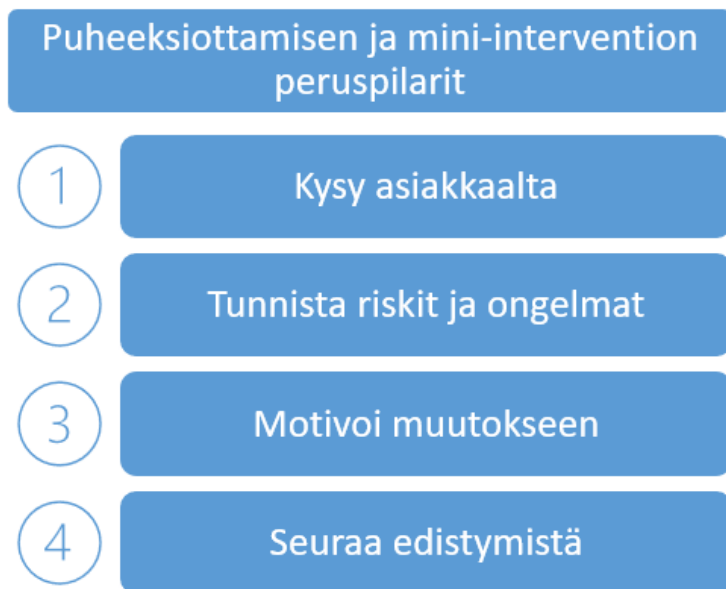 Puheeksiottamisen ja mini-intervention
peruspilarit
1
Kysy asiakkaalta
2
Tunnista riskit ja ongelmat
3
Motivoi muutokseen
4
Seuraa edistymistä